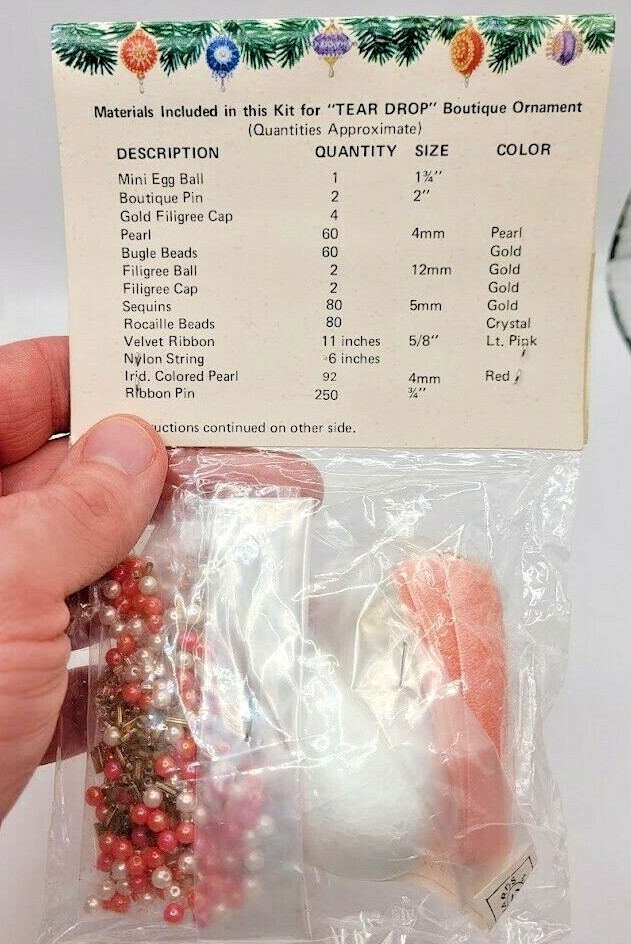 Materials Included in this Kit for "TEAR DROP" Boutique Ornament
(Quantities Approximate)
DESCRIPTION QUANTITY SIZE COLOR
Mini Egg Ball 1 1¾"
Boutique Pin 2 2"
Gold Filigree Cap 4
Pearl 60 4mm Pearl
Bugle Beads 60 Gold
Filigree Ball 2 12mm Gold
Filigree Cap 2 Gold
Sequins 80 5mm Gold
Rocaille Beads 80 Crystal
Velvet Ribbon 11 inches 5/8" Lt. Pink
Nylon String 6 inches
Irid. Colored Pearl 92 4mm Red
Ribbon Pin 250 ¾"
uctions continued on other side.